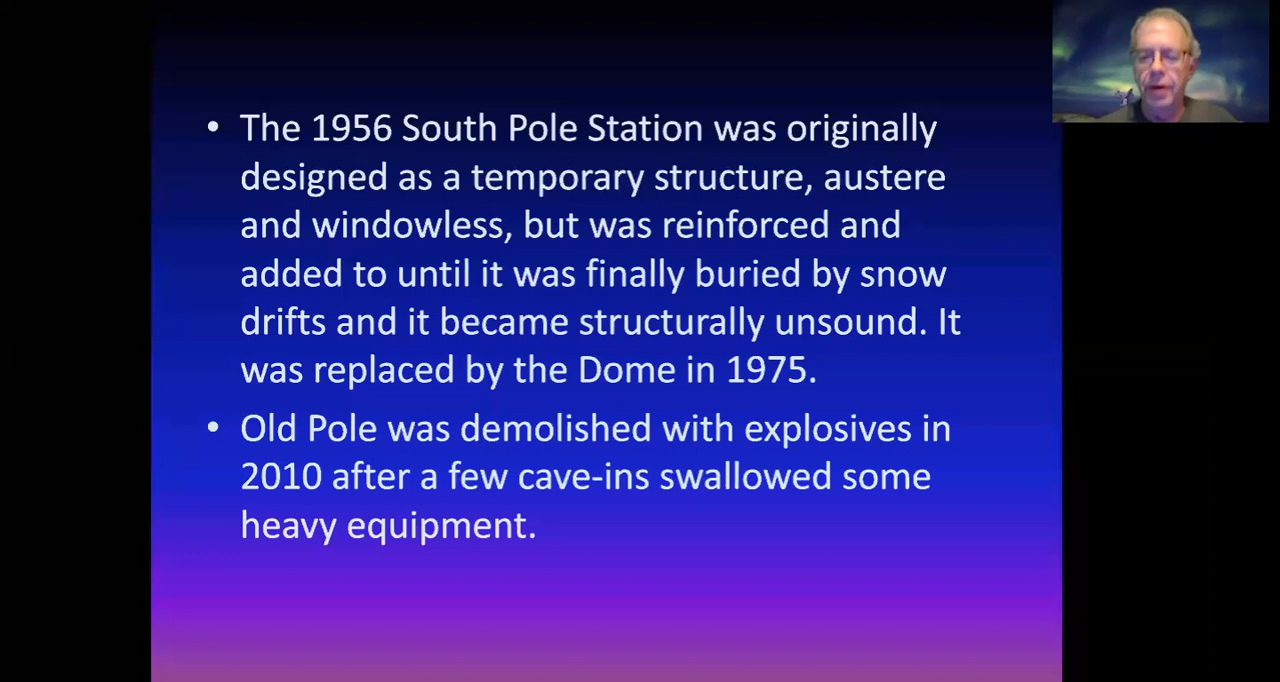 • The 1956 South Pole Station was originally
designed as a temporary structure, austere
and windowless, but was reinforced and
added to until it was finally buried by snow
drifts and it became structurally unsound. It
was replaced by the Dome in 1975.
• Old Pole was demolished with explosives in
2010 after a few cave-ins swallowed some
heavy equipment.